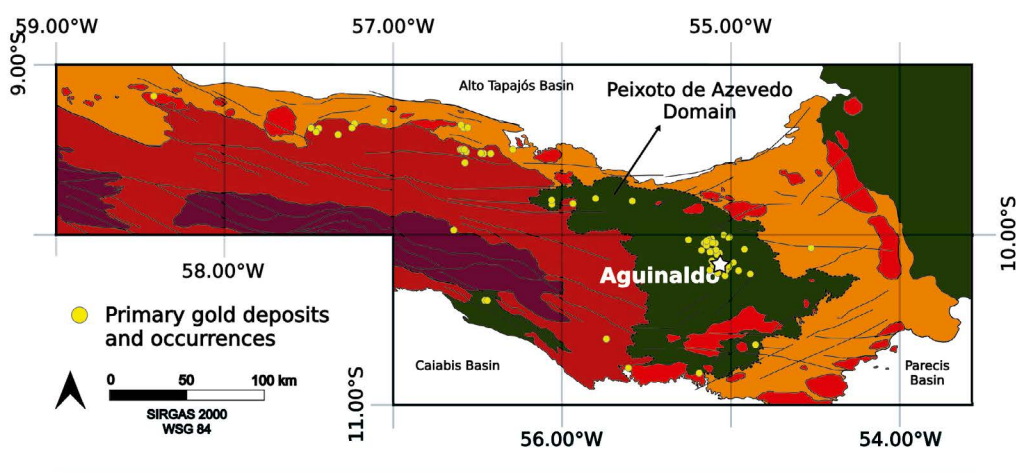 59.00°W
57.00°W
55.00°W
9.00°S
Alto Tapajós Basin
Peixoto de Azevedo
Domain
10.00°S
58.00°W
Aguinaldo
Primary gold deposits
and occurrences
Caiabis Basin
Parecis
Basin
0 50 100 km
SIRGAS 2000
WSG 84
11.00°S
56.00°W
54.00°W